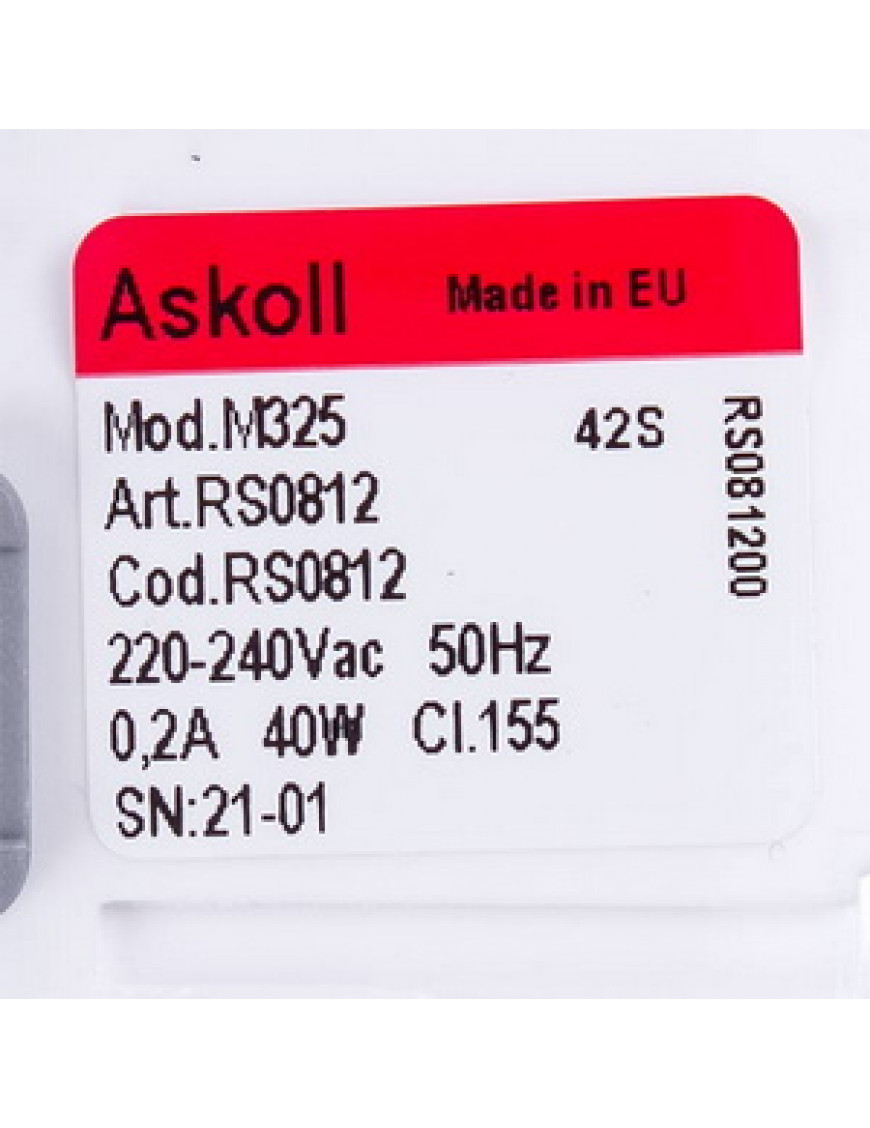 Askoll Made in EU
Mod.M325 42S
Art.RS0812
Cod.RS0812
220-240Vac 50Hz
0,2A 40W Cl.155
SN:21-01
RS081200